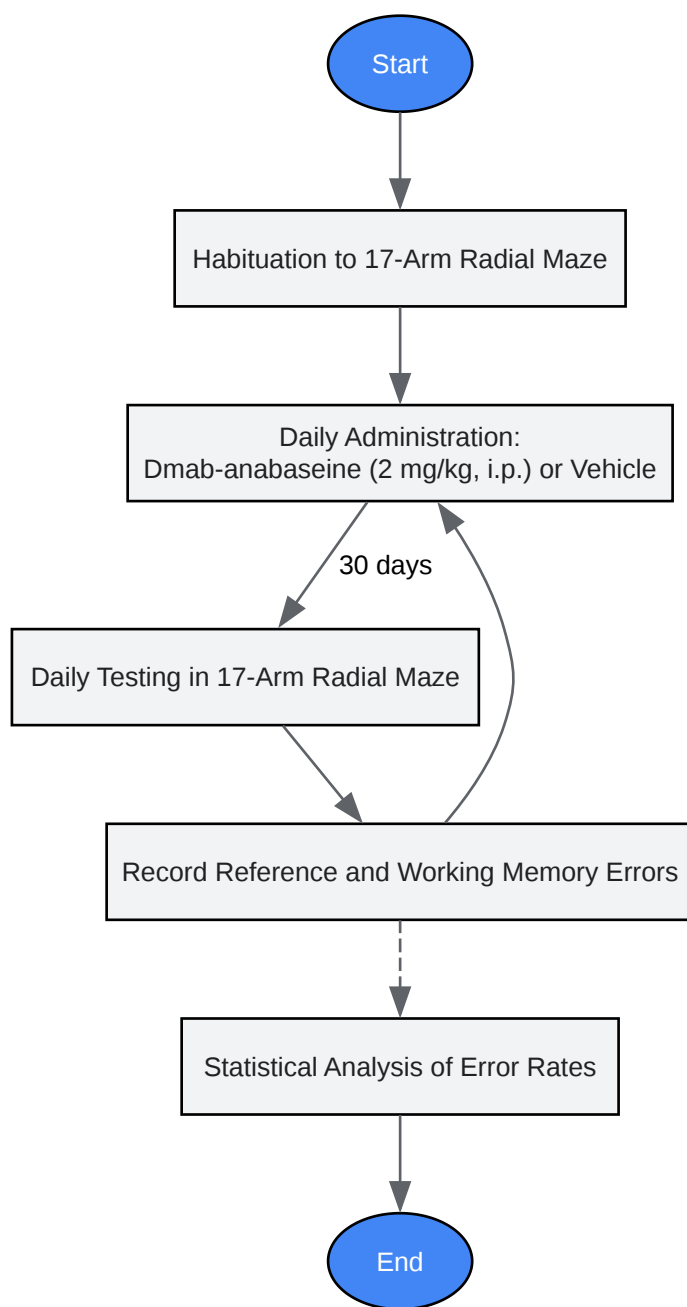 Start
Habituation to 17-Arm Radial Maze
Daily Administration:
Dmab-anabaseine (2 mg/kg, i.p.) or Vehicle
30 days
Daily Testing in 17-Arm Radial Maze
Record Reference and Working Memory Errors
Statistical Analysis of Error Rates
End